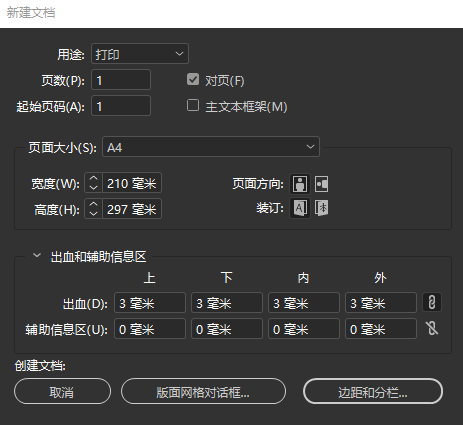 新建文档
用途: 打印
页数(P): 1 对页(F)
起始页码(A): 1 主文本框架(M)
页面大小(S): A4
宽度(W): 210 毫米 页面方向:
高度(H): 297 毫米 装订:
出血和辅助信息区
上 下 内 外
出血(D): 3 毫米 3 毫米 3 毫米 3 毫米
辅助信息区(U): 0 毫米 0 毫米 0 毫米 0 毫米
创建文档:
取消 版面网格对话框... 边距和分栏...